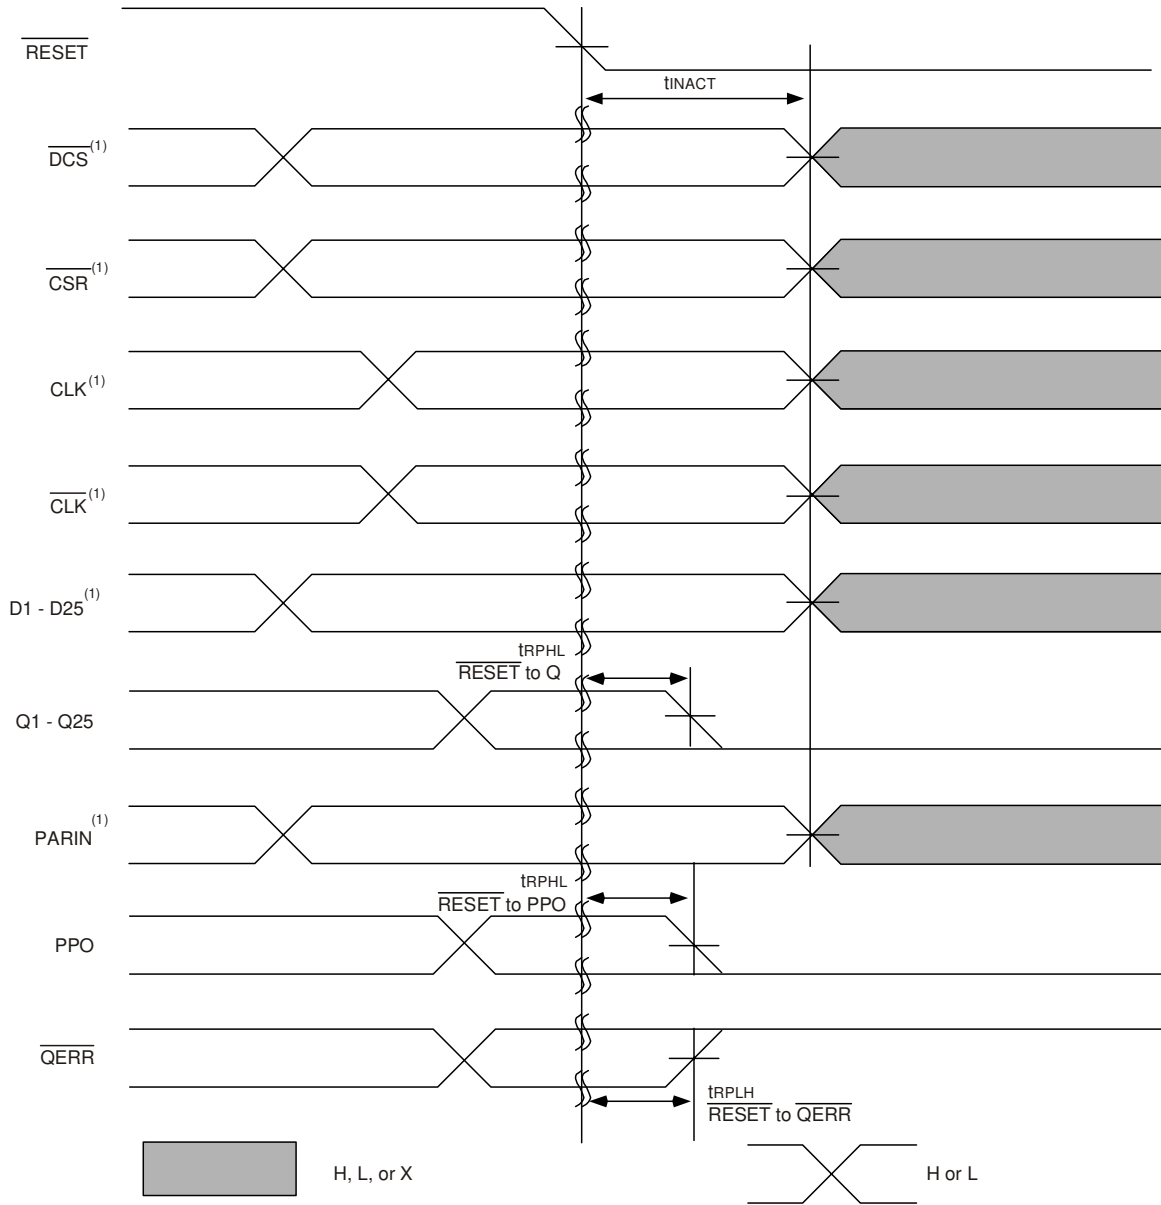 RESET
tINACT
DCS(1)
CSR(1)
CLK(1)
CLK(1)
D1 - D25(1)
tRPHL
RESET to Q
Q1 - Q25
PARIN(1)
tRPHL
RESET to PPO
PPO
QERR
tRPLH
RESET to QERR
H, L, or X
H or L